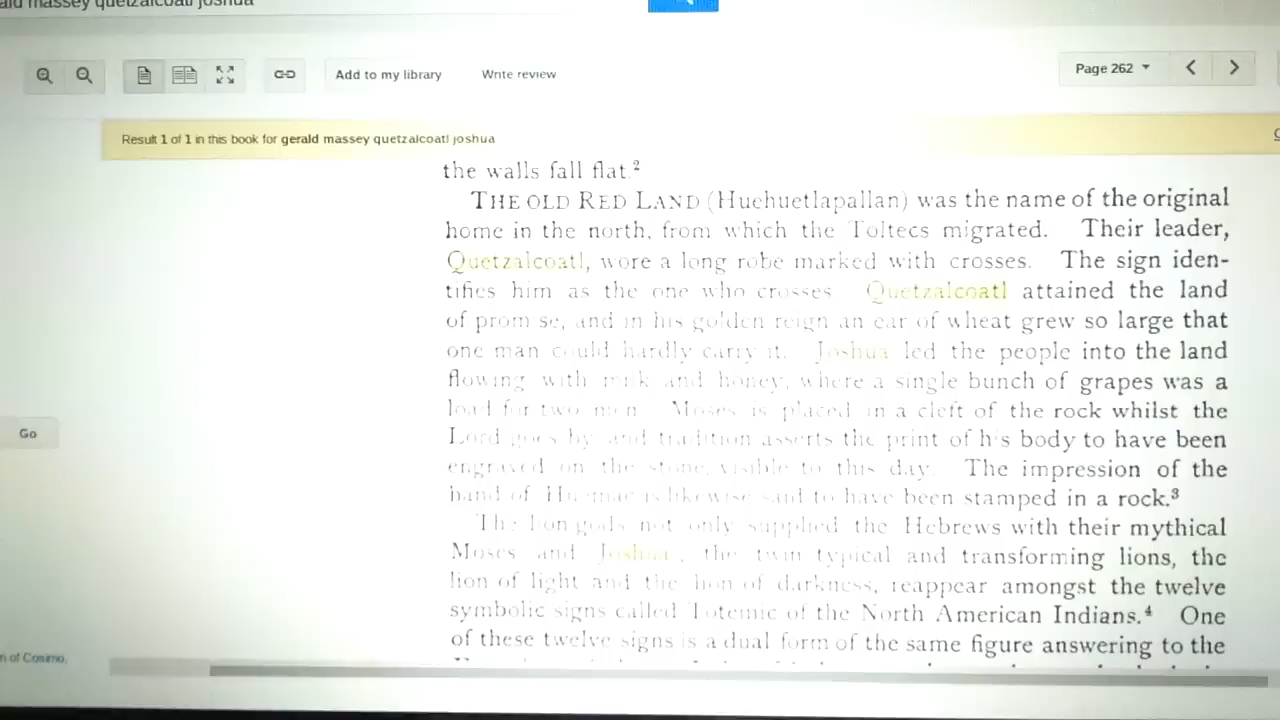 massey quetzalcoatl joshua
Add to my library
Write review
Page 262
Result 1 of 1 in this book for gerald massey quetzalcoatl joshua
the walls fall flat.²
THE OLD RED LAND (Huehuetlapallan) was the name of the original
home in the north, from which the Toltecs migrated. Their leader,
Quetzalcoatl, wore a long robe marked with crosses. The sign iden-
tifies him as the one who crosses Quetzalcoatl attained the land
of prom se, and in his golden reign an ear of wheat grew so large that
one man could hardly carry it. Joshua led the people into the land
flowing with milk and honey, where a single bunch of grapes was a
load for two men Moses is placed in a cleft of the rock whilst the
Lord goes by and tradition asserts the print of h s body to have been
engraved on the stone, visible to this day. The impression of the
hand of Huemac is likewise said to have been stamped in a rock.³
The lion gods not only supplied the Hebrews with their mythical
Moses and Joshua, the twin typical and transforming lions, the
lion of light and the lion of darkness, reappear amongst the twelve
symbolic signs called Totemic of the North American Indians.⁴ One
of these twelve signs is a dual form of the same figure answering to the
Go
n of Cosimo,